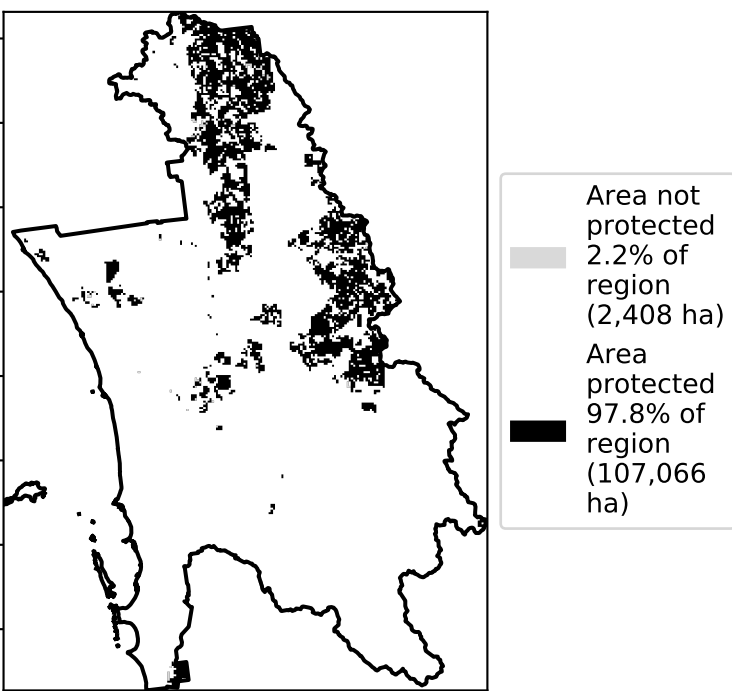 Area not
protected
2.2% of
region
(2,408 ha)
Area
protected
97.8% of
region
(107,066
ha)